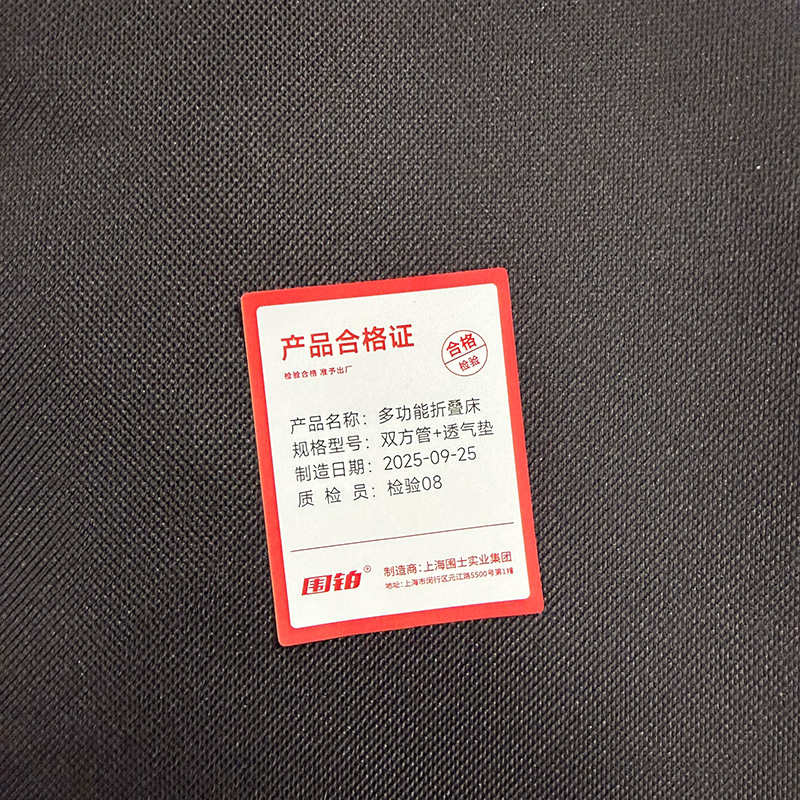 产品合格证
合格
检验
检验合格 准予出厂
产品名称：多功能折叠床
规格型号：双方管+透气垫
制造日期：2025-09-25
质 检 员：检验08
围铂®
制造商：上海围士实业集团
地址：上海市闵行区元江路5500号第1幢